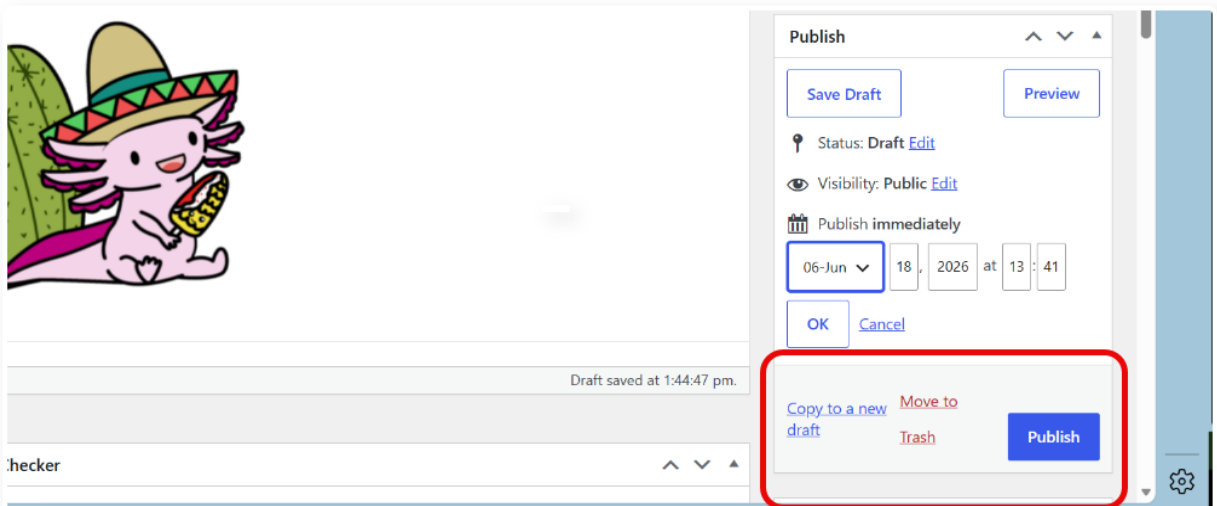 Publish
Save Draft Preview
Status: Draft Edit
Visibility: Public Edit
Publish immediately
06-Jun 18 , 2026 at 13 : 41
OK Cancel
Draft saved at 1:44:47 pm.
Copy to a new draft
Move to Trash
Publish
Checker